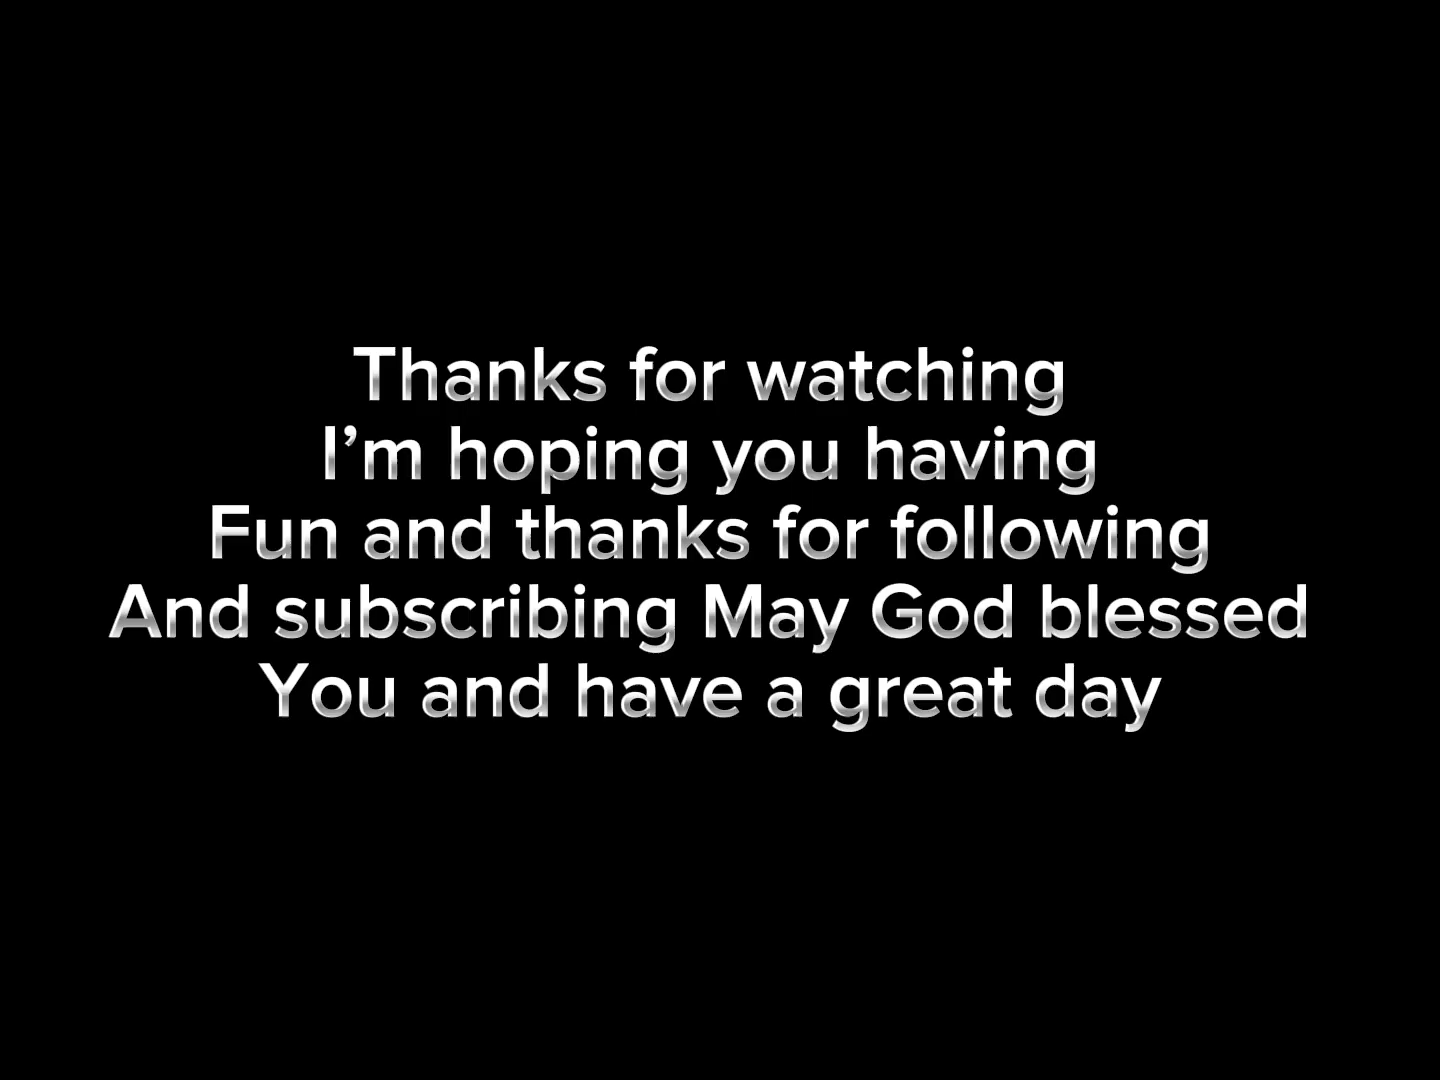 Thanks for watching
I’m hoping you having
Fun and thanks for following
And subscribing May God blessed
You and have a great day